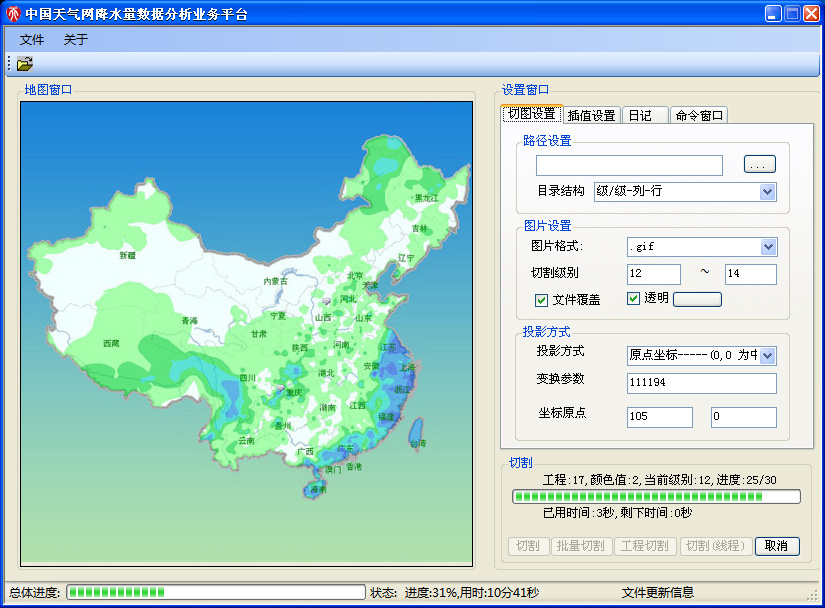 中国天气网降水量数据分析业务平台
文件 关于
地图窗口
黑龙江
吉林
辽宁
新疆
内蒙古
北京
天津
河北
宁夏
山西
山东
青海
甘肃
陕西
河南
江苏
西藏
四川
湖北
安徽
上海
重庆
浙江
湖南
江西
贵州
福建
云南
广西
广东
台湾
澳门
香港
海南
设置窗口
切图设置 插值设置 日记 命令窗口
路径设置
...
目录结构 级/级-列-行
图片设置
图片格式: .gif
切割级别 12 ~ 14
文件覆盖 透明
投影方式
投影方式 原点坐标-----(0,0 为中
变换参数 111194
坐标原点 105 0
切割
工程:17,颜色值:2,当前级别:12,进度:25/30
已用时间:3秒,剩下时间:0秒
切割 批量切割 工程切割 切割(线程) 取消
总体进度: 状态: 进度:31%,用时:10分41秒 文件更新信息